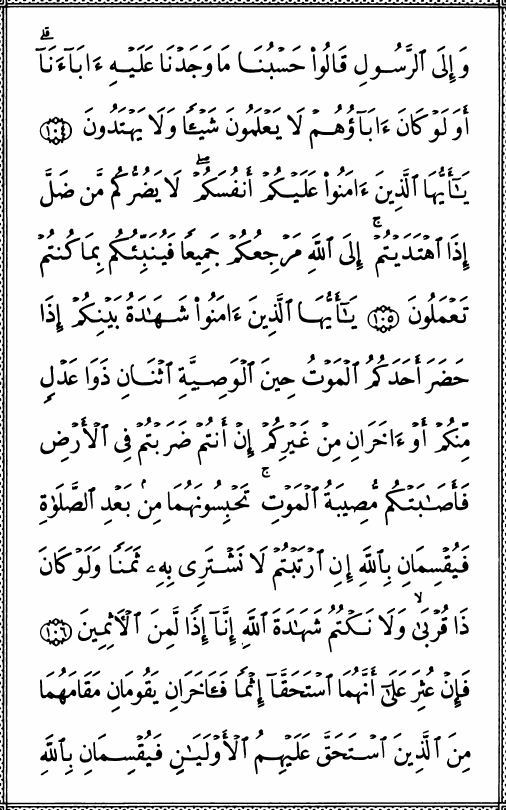 وَإِلَى ٱلرَّسُولِ قَالُوا۟ حَسْبُنَا مَا وَجَدْنَا عَلَيْهِ ءَابَآءَنَآ ۚ
أَوَلَوْ كَانَ ءَابَآؤُهُمْ لَا يَعْلَمُونَ شَيْـًٔا وَلَا يَهْتَدُونَ ﴿١٠٤﴾
يَـٰٓأَيُّهَا ٱلَّذِينَ ءَامَنُوا۟ عَلَيْكُمْ أَنفُسَكُمْ ۖ لَا يَضُرُّكُم مَّن ضَلَّ
إِذَا ٱهْتَدَيْتُمْ ۚ إِلَى ٱللَّهِ مَرْجِعُكُمْ جَمِيعًا فَيُنَبِّئُكُم بِمَا كُنتُمْ
تَعْمَلُونَ ﴿١٠٥﴾ يَـٰٓأَيُّهَا ٱلَّذِينَ ءَامَنُوا۟ شَهَـٰدَةُ بَيْنِكُمْ إِذَا
حَضَرَ أَحَدَكُمُ ٱلْمَوْتُ حِينَ ٱلْوَصِيَّةِ ٱثْنَانِ ذَوَا عَدْلٍ
مِّنكُمْ أَوْ ءَاخَرَانِ مِنْ غَيْرِكُمْ إِنْ أَنتُمْ ضَرَبْتُمْ فِى ٱلْأَرْضِ
فَأَصَـٰبَتْكُم مُّصِيبَةُ ٱلْمَوْتِ ۚ تَحْبِسُونَهُمَا مِنۢ بَعْدِ ٱلصَّلَوٰةِ
فَيُقْسِمَانِ بِٱللَّهِ إِنِ ٱرْتَبْتُمْ لَا نَشْتَرِى بِهِۦ ثَمَنًا وَلَوْ كَانَ
ذَا قُرْبَىٰ ۙ وَلَا نَكْتُمُ شَهَـٰدَةَ ٱللَّهِ إِنَّآ إِذًا لَّمِنَ ٱلْـَٔاثِمِينَ ﴿١٠٦﴾
فَإِنْ عُثِرَ عَلَىٰٓ أَنَّهُمَا ٱسْتَحَقَّآ إِثْمًا فَـَٔاخَرَانِ يَقُومَانِ مَقَامَهُمَا
مِنَ ٱلَّذِينَ ٱسْتَحَقَّ عَلَيْهِمُ ٱلْأَوْلَيَـٰنِ فَيُقْسِمَانِ بِٱللَّهِ